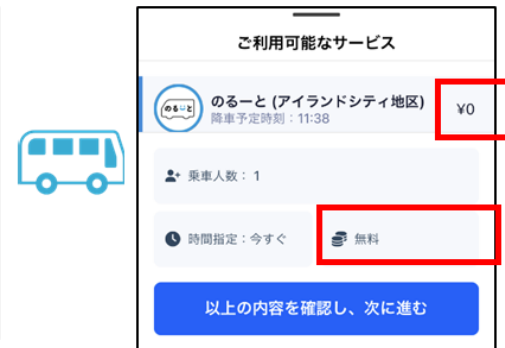 ご利用可能なサービス
のるーと
のるーと (アイランドシティ地区)
¥0
降車予定時刻：11:38
乗車人数： 1
時間指定：今すぐ
無料
以上の内容を確認し、次に進む